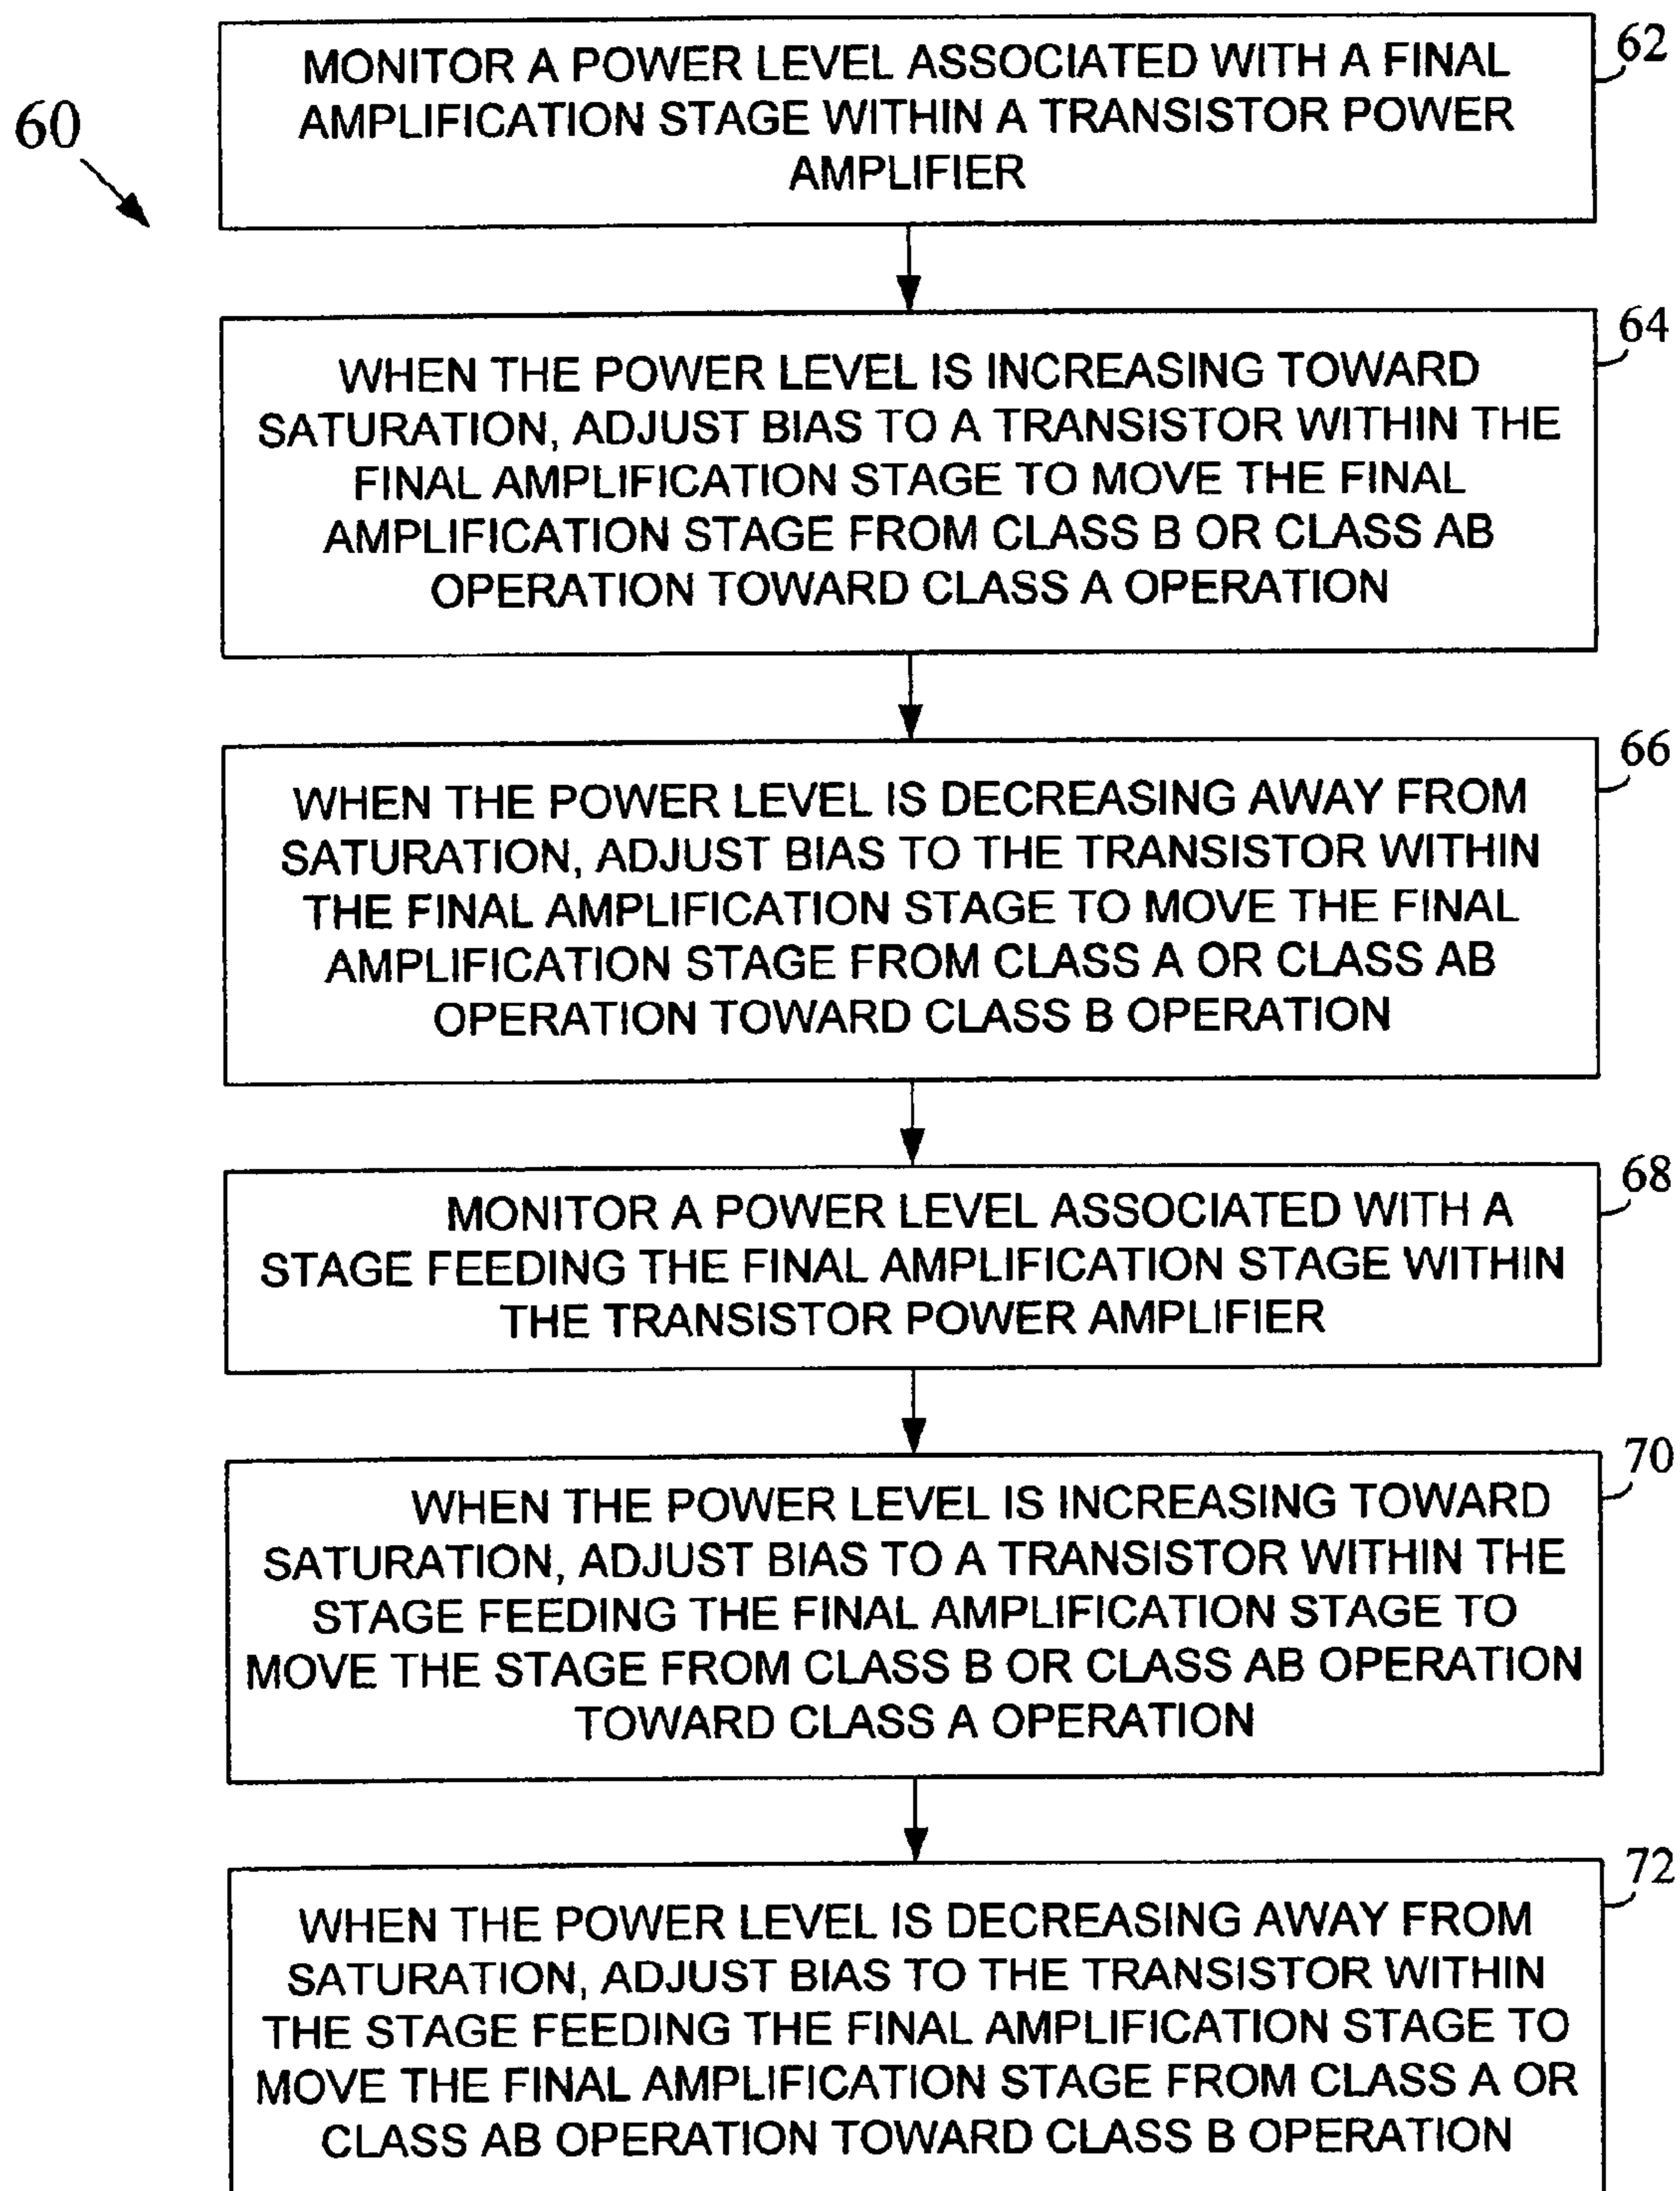 60
62
MONITOR A POWER LEVEL ASSOCIATED WITH A FINAL
AMPLIFICATION STAGE WITHIN A TRANSISTOR POWER
AMPLIFIER
64
WHEN THE POWER LEVEL IS INCREASING TOWARD
SATURATION, ADJUST BIAS TO A TRANSISTOR WITHIN THE
FINAL AMPLIFICATION STAGE TO MOVE THE FINAL
AMPLIFICATION STAGE FROM CLASS B OR CLASS AB
OPERATION TOWARD CLASS A OPERATION
66
WHEN THE POWER LEVEL IS DECREASING AWAY FROM
SATURATION, ADJUST BIAS TO THE TRANSISTOR WITHIN
THE FINAL AMPLIFICATION STAGE TO MOVE THE FINAL
AMPLIFICATION STAGE FROM CLASS A OR CLASS AB
OPERATION TOWARD CLASS B OPERATION
68
MONITOR A POWER LEVEL ASSOCIATED WITH A
STAGE FEEDING THE FINAL AMPLIFICATION STAGE WITHIN
THE TRANSISTOR POWER AMPLIFIER
70
WHEN THE POWER LEVEL IS INCREASING TOWARD
SATURATION, ADJUST BIAS TO A TRANSISTOR WITHIN THE
STAGE FEEDING THE FINAL AMPLIFICATION STAGE TO
MOVE THE STAGE FROM CLASS B OR CLASS AB OPERATION
TOWARD CLASS A OPERATION
72
WHEN THE POWER LEVEL IS DECREASING AWAY FROM
SATURATION, ADJUST BIAS TO THE TRANSISTOR WITHIN
THE STAGE FEEDING THE FINAL AMPLIFICATION STAGE TO
MOVE THE FINAL AMPLIFICATION STAGE FROM CLASS A OR
CLASS AB OPERATION TOWARD CLASS B OPERATION